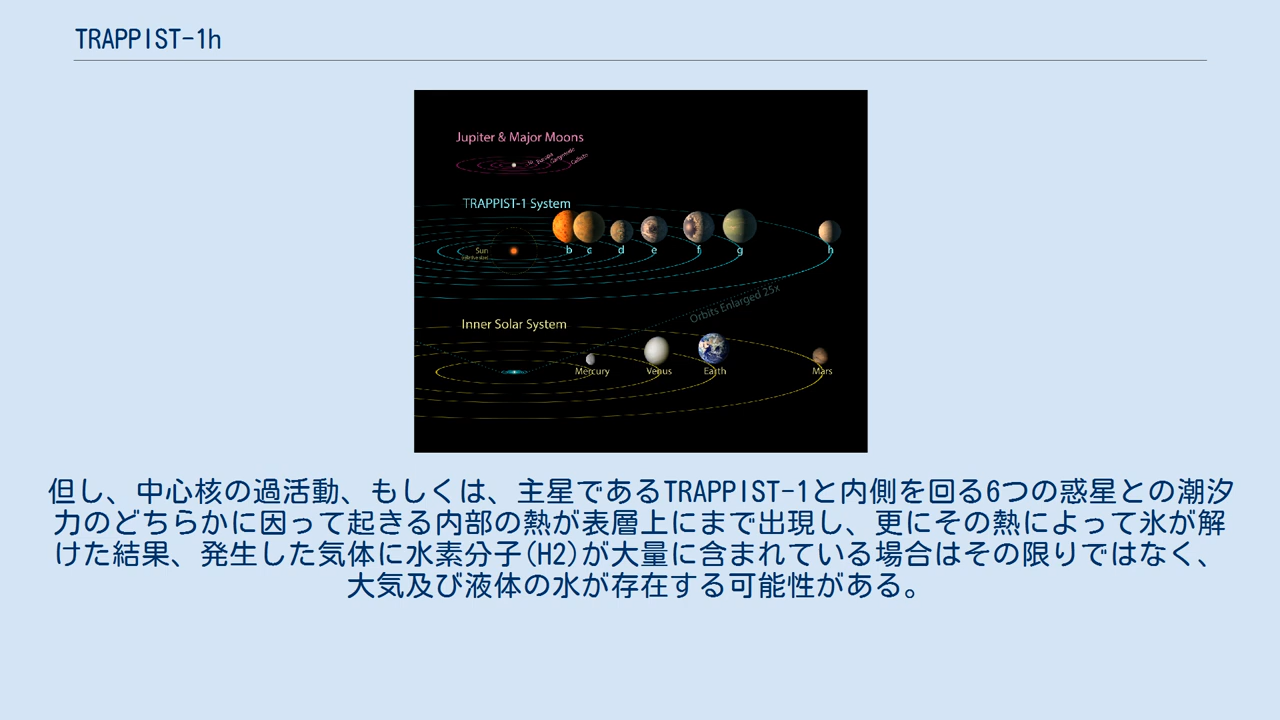 TRAPPIST-1h
Jupiter & Major Moons
Io Europa Ganymede Callisto
TRAPPIST-1 System
Sun
b c d e f g h
Orbits Enlarged 25x
Inner Solar System
Mercury Venus Earth Mars
但し、中心核の過活動、もしくは、主星であるTRAPPIST-1と内側を回る6つの惑星との潮汐
力のどちらかに因って起きる内部の熱が表層上にまで出現し、更にその熱によって氷が解
けた結果、発生した気体に水素分子(H2)が大量に含まれている場合はその限りではなく、
大気及び液体の水が存在する可能性がある。